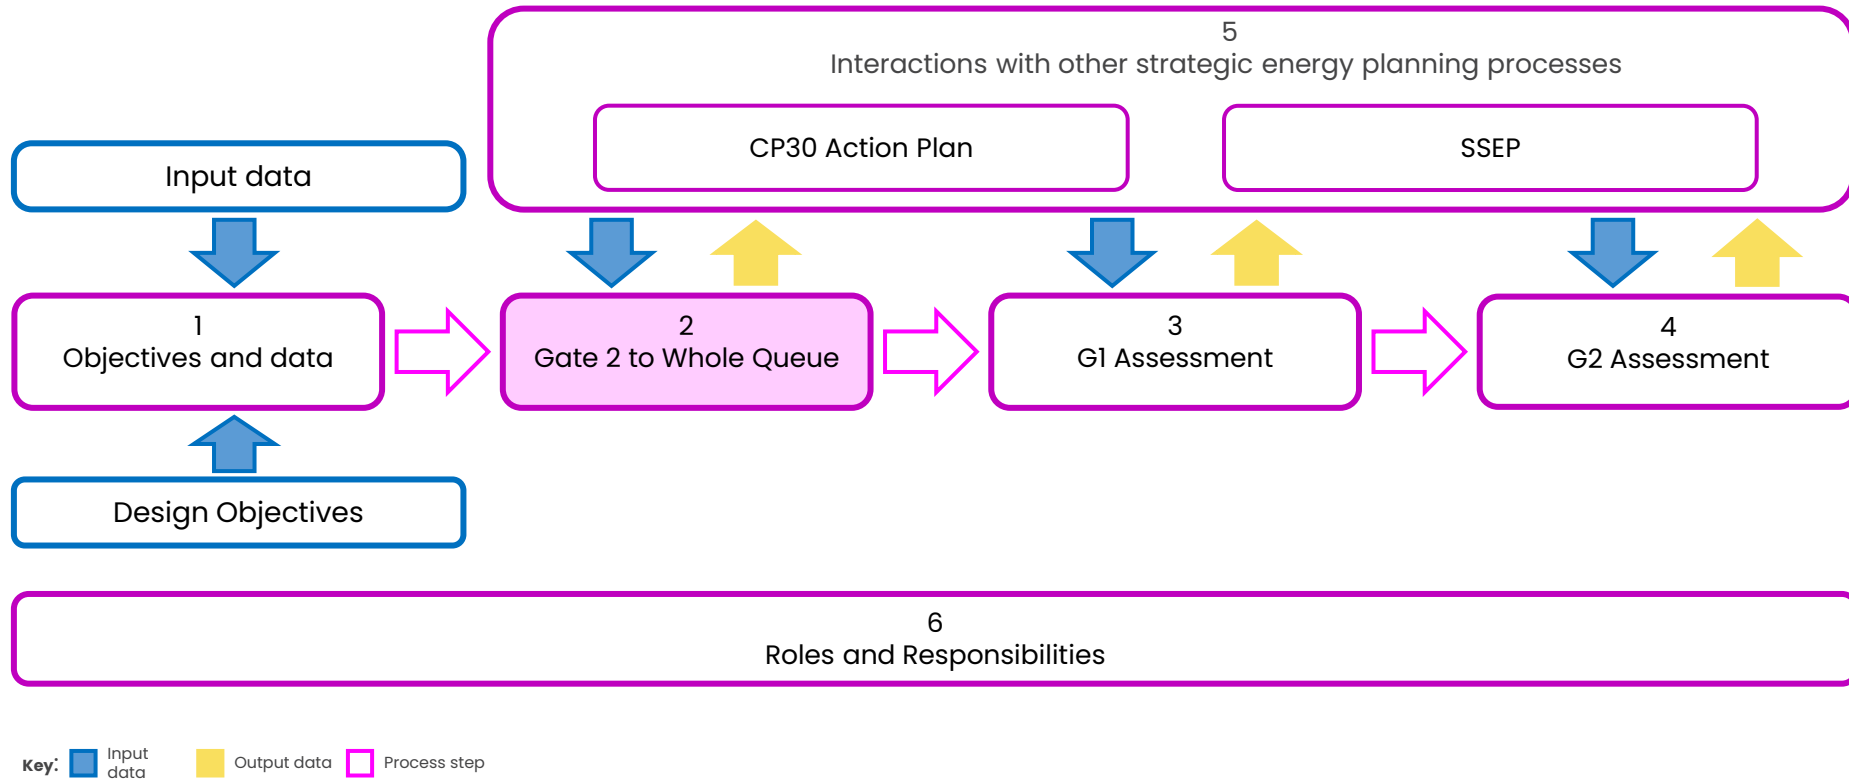 5
Interactions with other strategic energy planning processes
CP30 Action Plan
SSEP
Input data
1
Objectives and data
2
Gate 2 to Whole Queue
3
G1 Assessment
4
G2 Assessment
Design Objectives
6
Roles and Responsibilities
Key:
Input
data
Output data
Process step